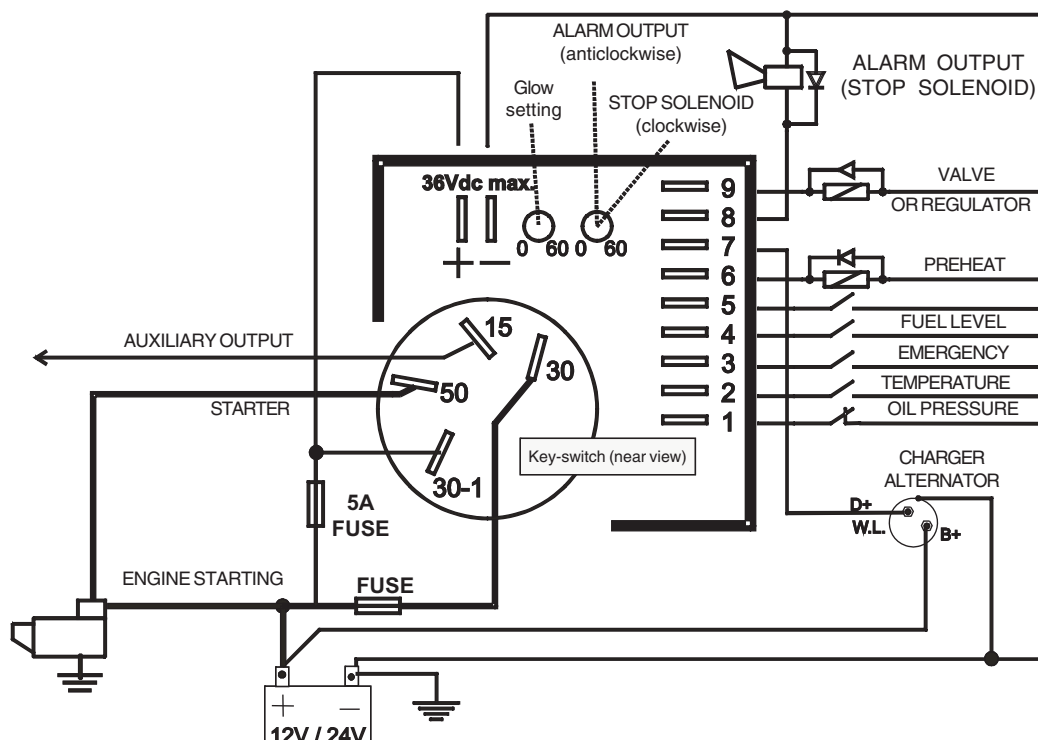 ALARM OUTPUT
(anticlockwise)
ALARM OUTPUT
(STOP SOLENOID)
Glow
setting
STOP SOLENOID
(clockwise)
36Vdc max.
0 60 0 60
+ −
9
8
7
6
5
4
3
2
1
VALVE
OR REGULATOR
PREHEAT
FUEL LEVEL
EMERGENCY
TEMPERATURE
OIL PRESSURE
15
30
50
30-1
AUXILIARY OUTPUT
STARTER
Key-switch (near view)
CHARGER
ALTERNATOR
D+
W.L.
B+
5A
FUSE
ENGINE STARTING
FUSE
+ −
12V / 24V